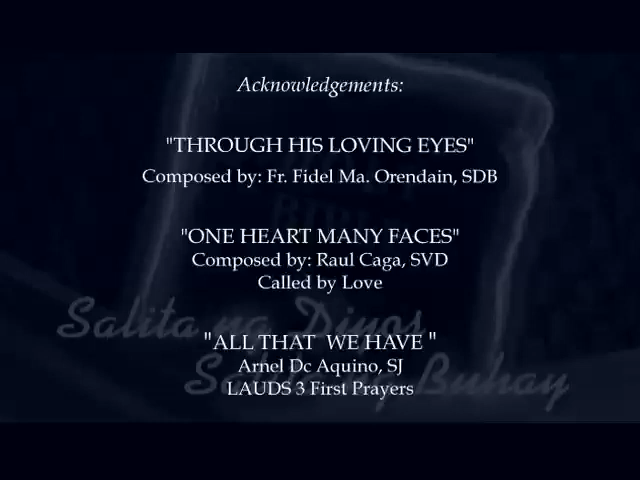 Acknowledgements:
"THROUGH HIS LOVING EYES"
Composed by: Fr. Fidel Ma. Orendain, SDB
"ONE HEART MANY FACES"
Composed by: Raul Caga, SVD
Called by Love
Salita ng Diyos
"ALL THAT WE HAVE "
Arnel Dc Aquino, SJ
Salita ng Buhay
LAUDS 3 First Prayers